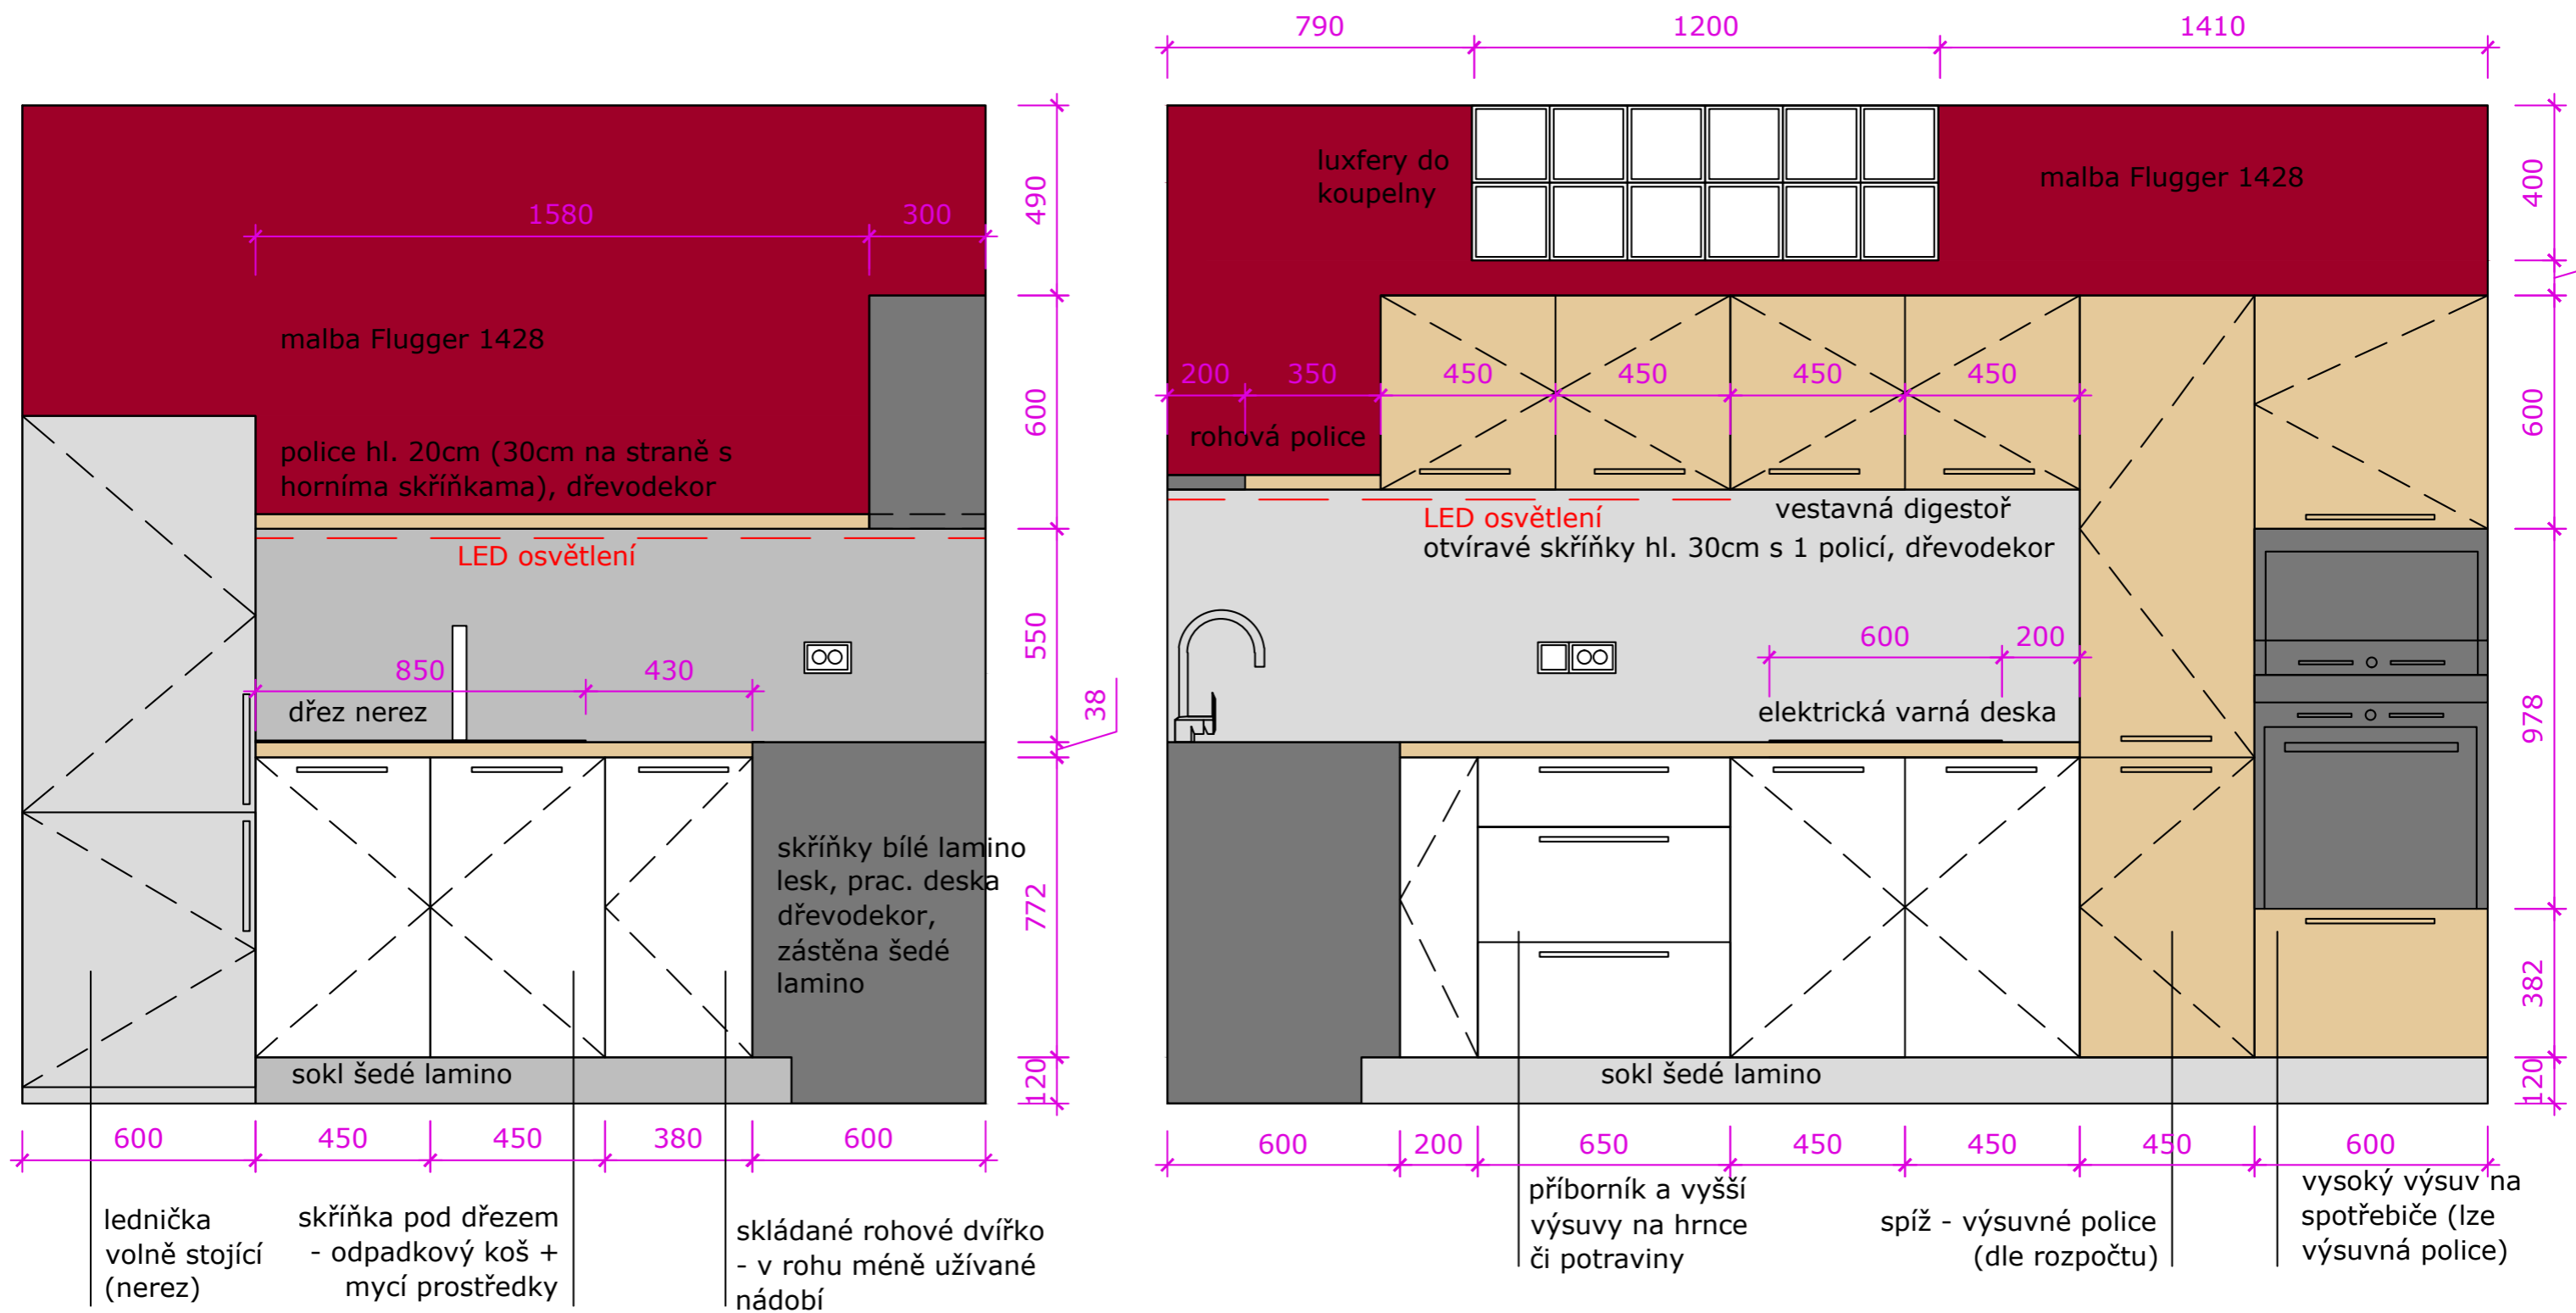 790
1200
1410
luxfery do
koupelny
malba Flugger 1428
400
490
1580
300
malba Flugger 1428
600
police hl. 20cm (30cm na straně s
horníma skříňkama), dřevodekor
LED osvětlení
550
850
430
dřez nerez
38
skříňky bílé lamino
lesk, prac. deska
dřevodekor,
zástěna šedé
lamino
772
sokl šedé lamino
120
600
450
450
380
600
lednička
volně stojící
(nerez)
skříňka pod dřezem
- odpadkový koš +
mycí prostředky
skládané rohové dvířko
- v rohu méně užívané
nádobí
200
350
450
450
450
450
600
rohová police
LED osvětlení
vestavná digestoř
otvíravé skříňky hl. 30cm s 1 policí, dřevodekor
600
200
elektrická varná deska
978
382
sokl šedé lamino
120
600
200
650
450
450
450
600
příborník a vyšší
výsuvy na hrnce
či potraviny
spíž - výsuvné police
(dle rozpočtu)
vysoký výsuv na
spotřebiče (lze
výsuvná police)